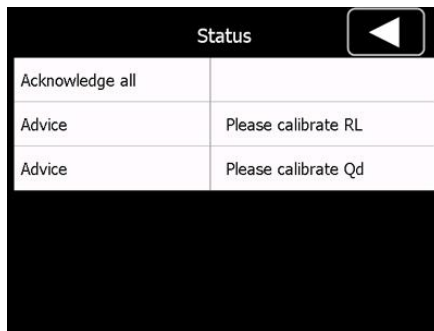 Status
Acknowledge all
Advice Please calibrate RL
Advice Please calibrate Qd